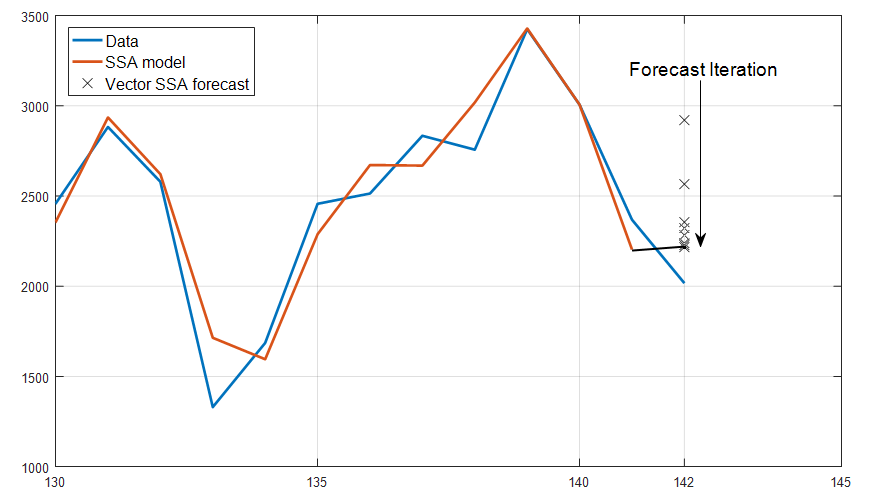 3500
Data
SSA model
Vector SSA forecast
Forecast Iteration
3000
2500
2000
1500
1000
130
135
140
142
145